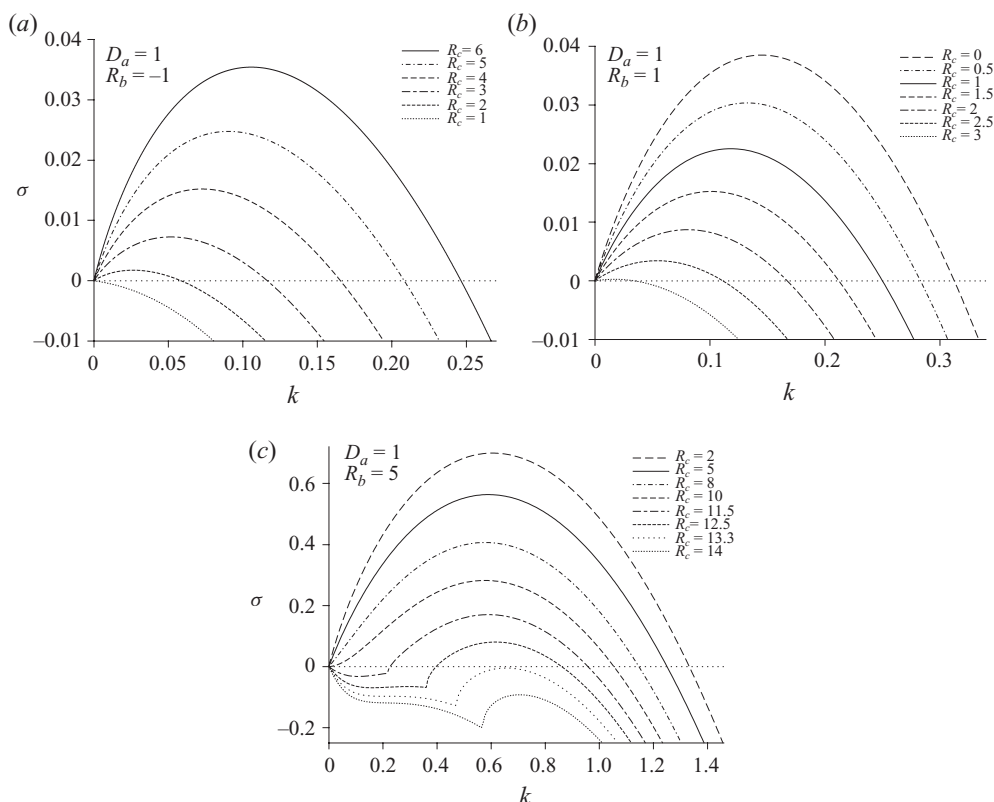 (a)
D_a = 1
R_b = –1
R_c = 6
R_c = 5
R_c = 4
R_c = 3
R_c = 2
R_c = 1
0.04
0.03
0.02
0.01
0
–0.01
σ
0 0.05 0.10 0.15 0.20 0.25
k
(b)
D_a = 1
R_b = 1
R_c = 0
R_c = 0.5
R_c = 1
R_c = 1.5
R_c = 2
R_c = 2.5
R_c = 3
0.04
0.03
0.02
0.01
0
–0.01
0 0.1 0.2 0.3
k
(c)
D_a = 1
R_b = 5
R_c = 2
R_c = 5
R_c = 8
R_c = 10
R_c = 11.5
R_c = 12.5
R_c = 13.3
R_c = 14
0.6
0.4
0.2
0
–0.2
σ
0 0.2 0.4 0.6 0.8 1.0 1.2 1.4
k